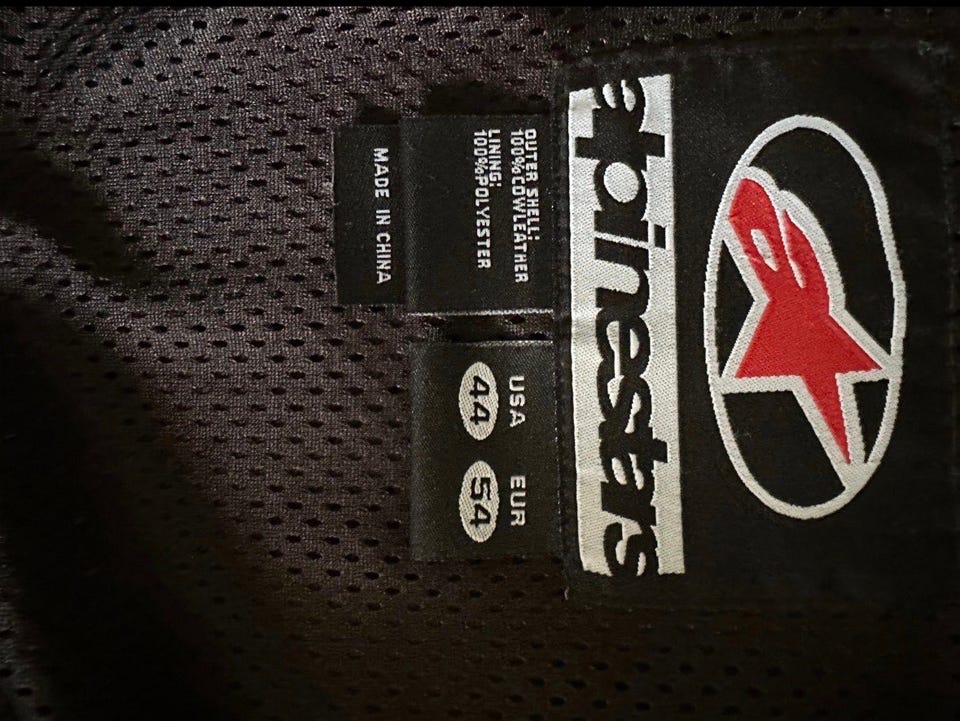 alpinestars
OUTER SHELL:
100%COWLEATHER
LINING:
100%POLYESTER
MADE IN CHINA
USA EUR
44 54